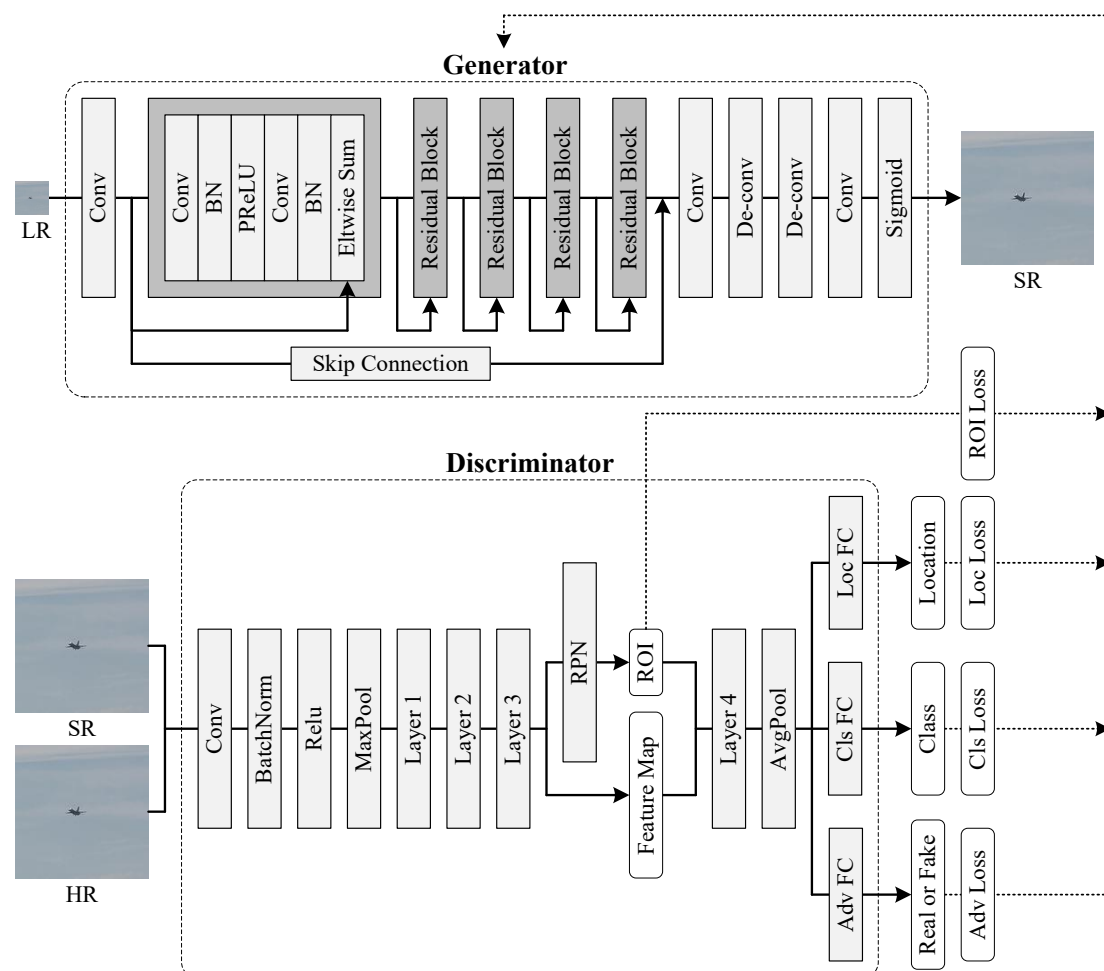 Generator
LR
Conv
Conv
BN
PReLU
Conv
BN
Eltwise Sum
Residual Block
Residual Block
Residual Block
Residual Block
Conv
De-conv
De-conv
Conv
Sigmoid
SR
Skip Connection
ROI Loss
Discriminator
SR
HR
Conv
BatchNorm
Relu
MaxPool
Layer 1
Layer 2
Layer 3
RPN
ROI
Feature Map
Layer 4
AvgPool
Loc FC
Location
Loc Loss
Cls FC
Class
Cls Loss
Adv FC
Real or Fake
Adv Loss